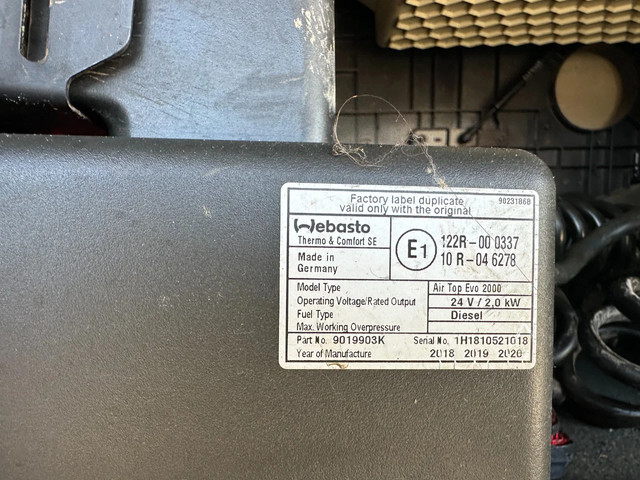 Factory label duplicate
valid only with the original
9023186B
Webasto
Thermo & Comfort SE
Made in
Germany
E1
122R-00 0337
10 R-04 6278
Model Type Air Top Evo 2000
Operating Voltage/Rated Output 24 V / 2,0 kW
Fuel Type Diesel
Max. Working Overpressure
Part No. 9019903K Serial No. 1H1810521018
Year of Manufacture 2018 2019 2020